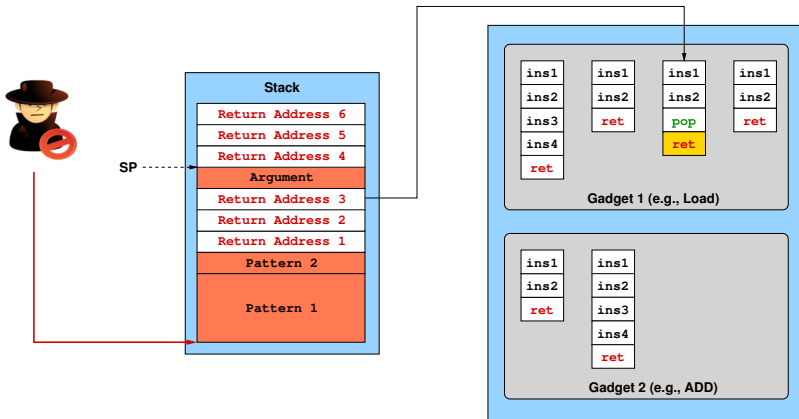 Stack
Return Address 6
Return Address 5
Return Address 4
SP
Argument
Return Address 3
Return Address 2
Return Address 1
Pattern 2
Pattern 1
ins1
ins2
ins3
ins4
ret
ins1
ins2
ret
ins1
ins2
pop
ret
ins1
ins2
ret
Gadget 1 (e.g., Load)
ins1
ins2
ret
ins1
ins2
ins3
ins4
ret
Gadget 2 (e.g., ADD)